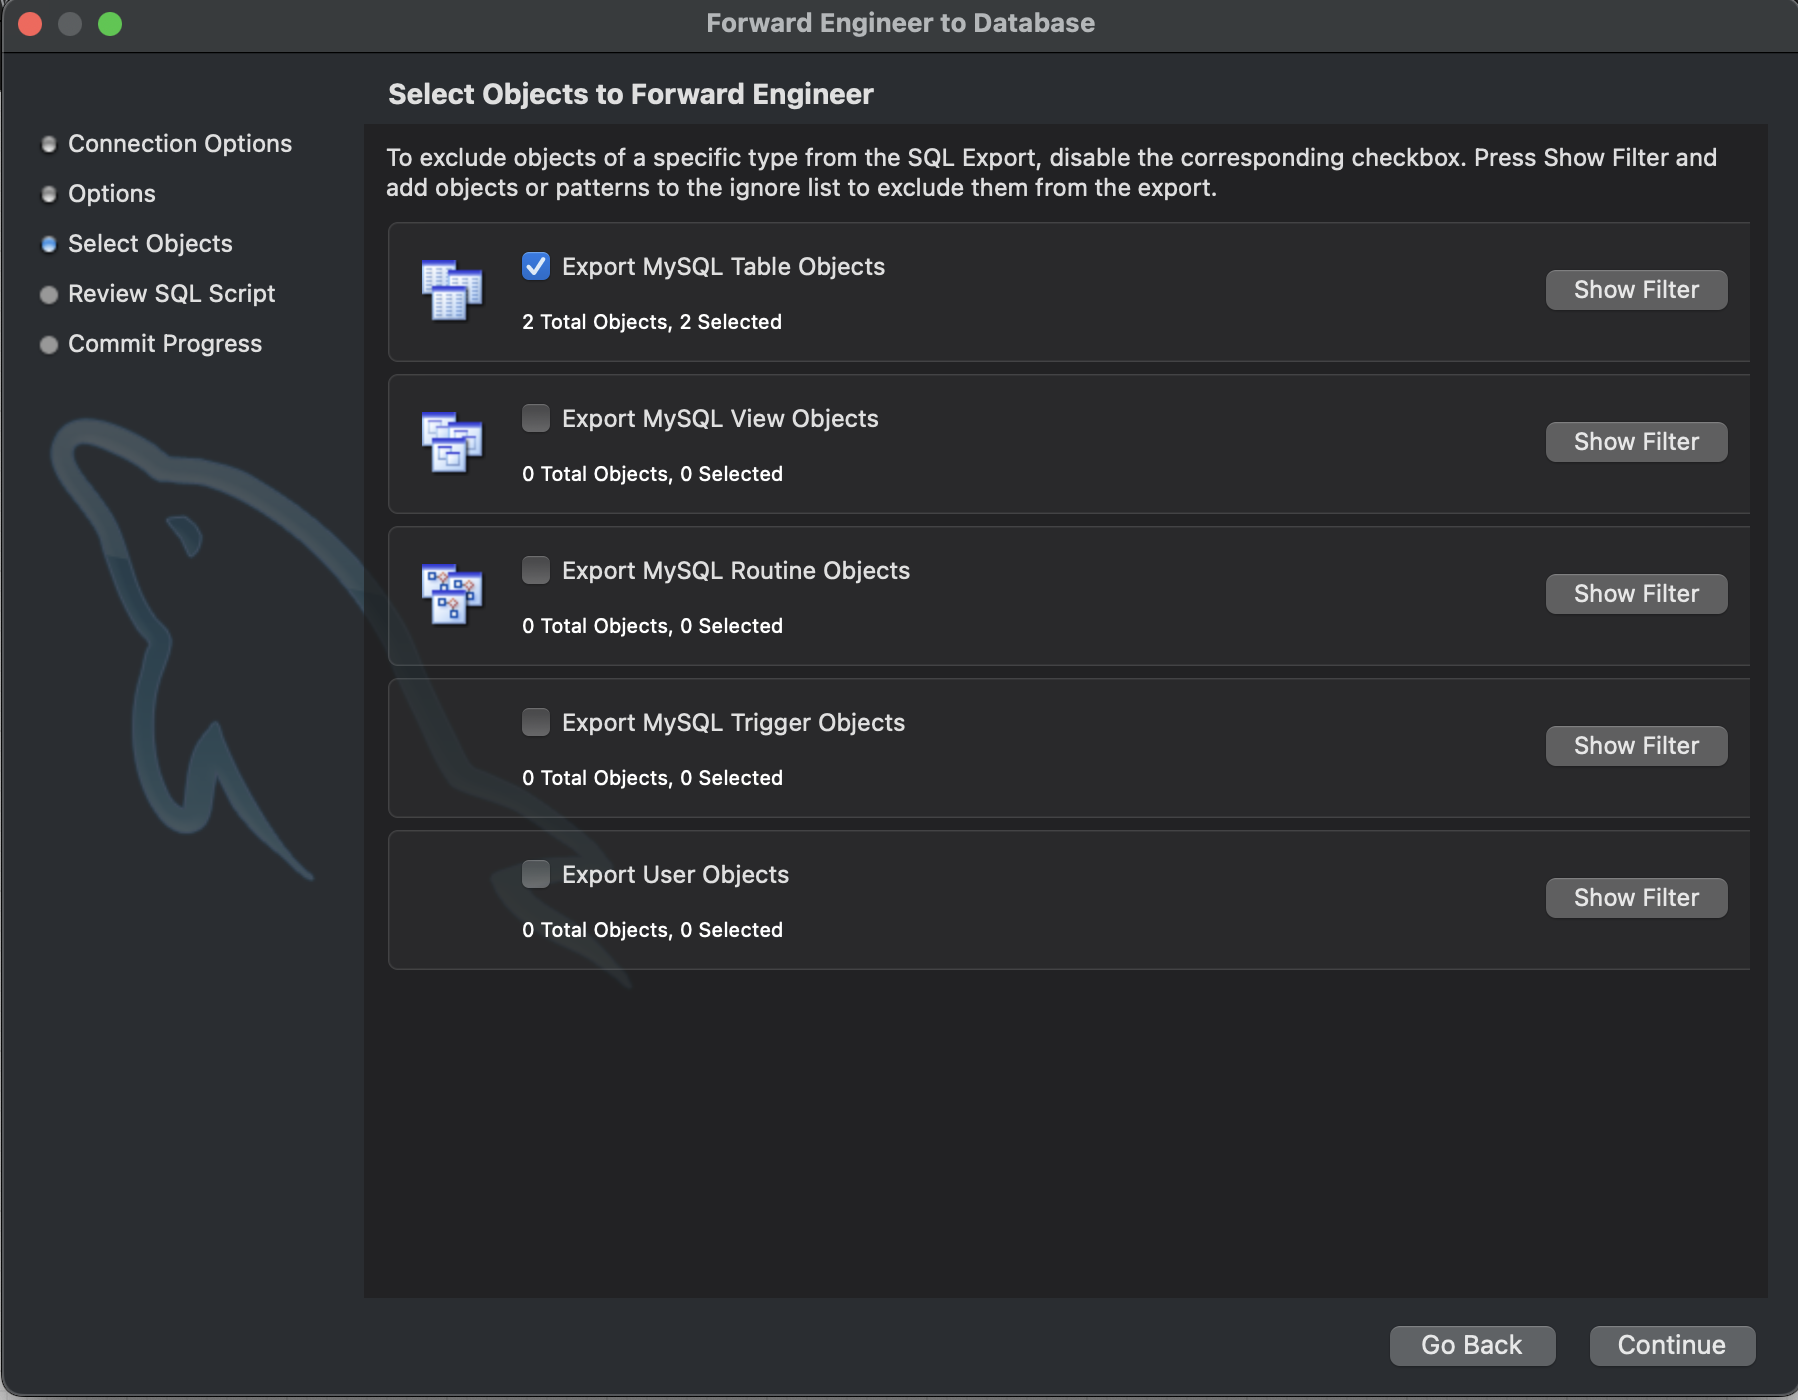 Forward Engineer to Database
Select Objects to Forward Engineer
Connection Options
Options
Select Objects
Review SQL Script
Commit Progress
To exclude objects of a specific type from the SQL Export, disable the corresponding checkbox. Press Show Filter and
add objects or patterns to the ignore list to exclude them from the export.
Export MySQL Table Objects
Show Filter
2 Total Objects, 2 Selected
Export MySQL View Objects
Show Filter
0 Total Objects, 0 Selected
Export MySQL Routine Objects
Show Filter
0 Total Objects, 0 Selected
Export MySQL Trigger Objects
Show Filter
0 Total Objects, 0 Selected
Export User Objects
Show Filter
0 Total Objects, 0 Selected
Go Back
Continue